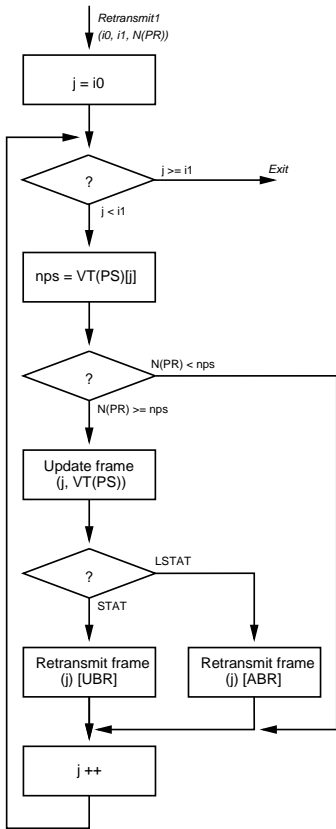 Retransmit1
(i0, i1, N(PR))
j = i0
?
j >= i1
Exit
j < i1
nps = VT(PS)[j]
?
N(PR) < nps
N(PR) >= nps
Update frame
(j, VT(PS))
?
LSTAT
STAT
Retransmit frame
(j) [UBR]
Retransmit frame
(j) [ABR]
j ++